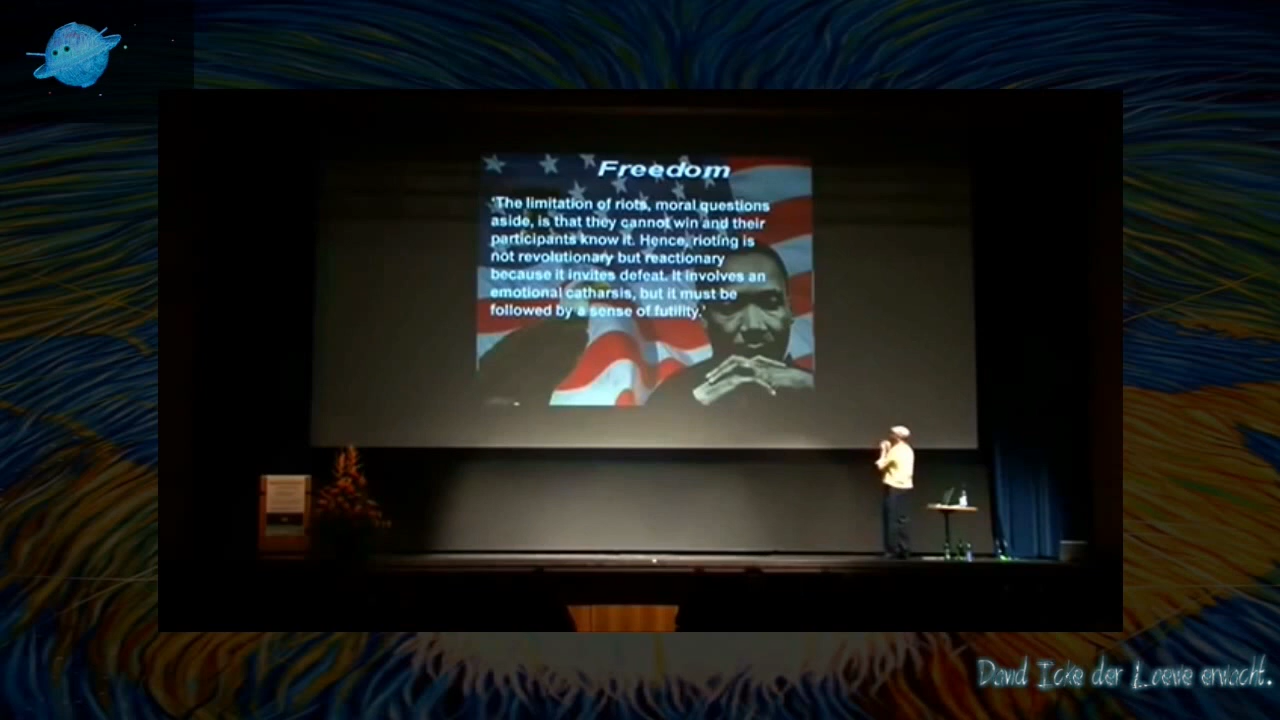 Freedom
'The limitation of riots, moral questions
aside, is that they cannot win and their
participants know it. Hence, rioting is
not revolutionary but reactionary
because it invites defeat. It involves an
emotional catharsis, but it must be
followed by a sense of futility.'
David Icke der Loewe erwacht.